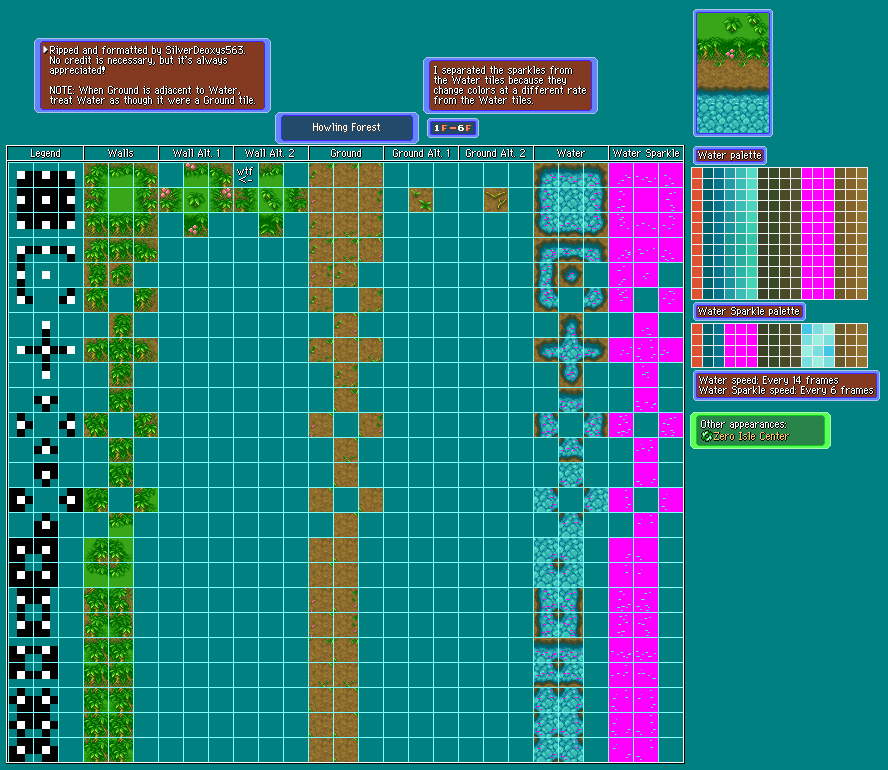 Ripped and formatted by SilverDeoxys563.
No credit is necessary, but it's always
appreciated!
NOTE: When Ground is adjacent to Water,
treat Water as though it were a Ground tile.
I separated the sparkles from
the Water tiles because they
change colors at a different rate
from the Water tiles.
Howling Forest
1F-6F
Legend
Walls
Wall Alt. 1
Wall Alt. 2
Ground
Ground Alt. 1
Ground Alt. 2
Water
Water Sparkle
wtf
<-
Water palette
Water Sparkle palette
Water speed: Every 14 frames
Water Sparkle speed: Every 6 frames
Other appearances:
Zero Isle Center